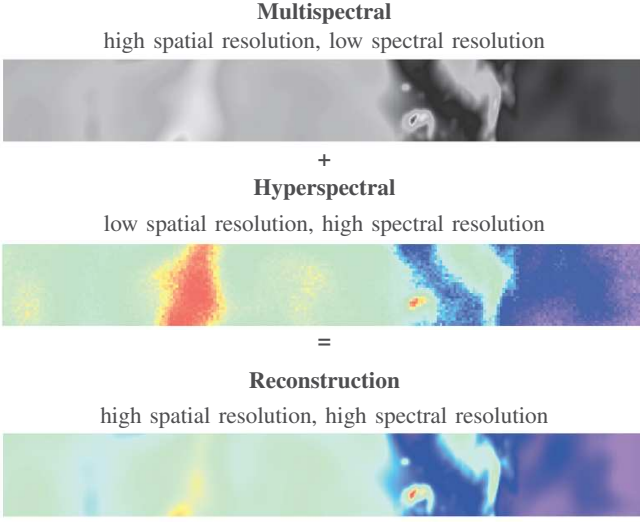 Multispectral
high spatial resolution, low spectral resolution
+
Hyperspectral
low spatial resolution, high spectral resolution
=
Reconstruction
high spatial resolution, high spectral resolution